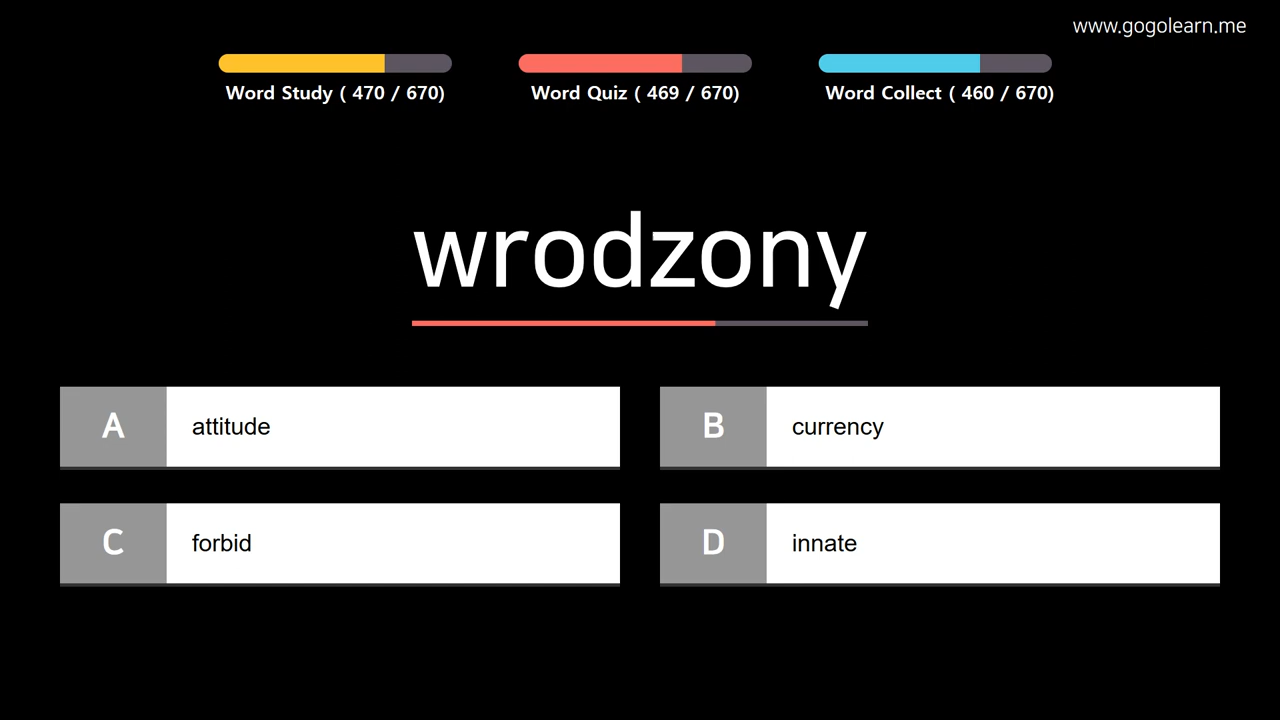 www.gogolearn.me
Word Study ( 470 / 670)
Word Quiz ( 469 / 670)
Word Collect ( 460 / 670)
wrodzony
A attitude
B currency
C forbid
D innate